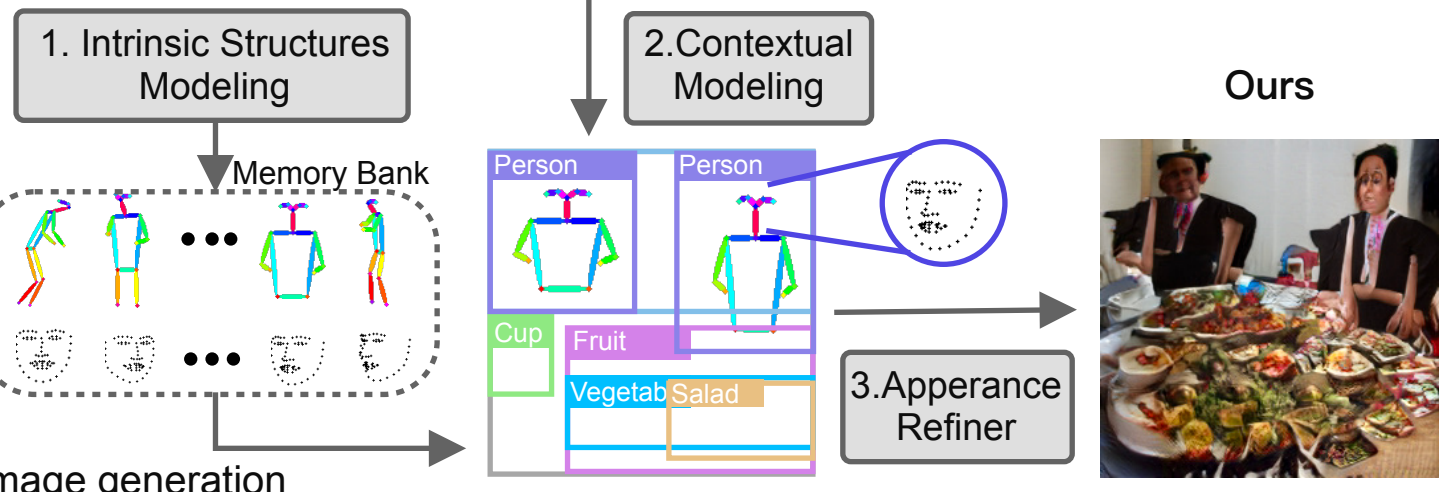 1. Intrinsic Structures
Modeling
2.Contextual
Modeling
Ours
Memory Bank
Person
Person
Cup
Fruit
Vegetab
Salad
3.Apperance
Refiner
mage generation